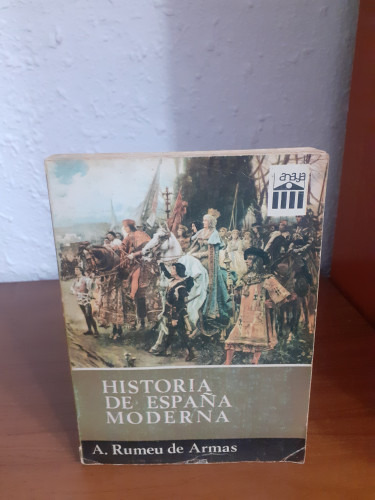 anaya
HISTORIA
DE ESPAÑA
MODERNA
A. Rumeu de Armas